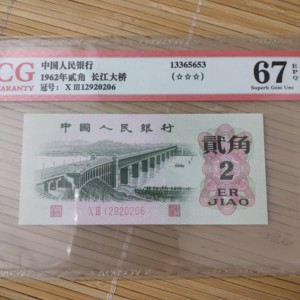 CG
ARANTY
中国人民银行
1962年贰角 长江大桥
冠号: X III 12920206
13365653
(☆☆☆)
67 EPQ
Superb Gem Unc
中國人民銀行
貳角
2
ER
JIAO
X III 12920206